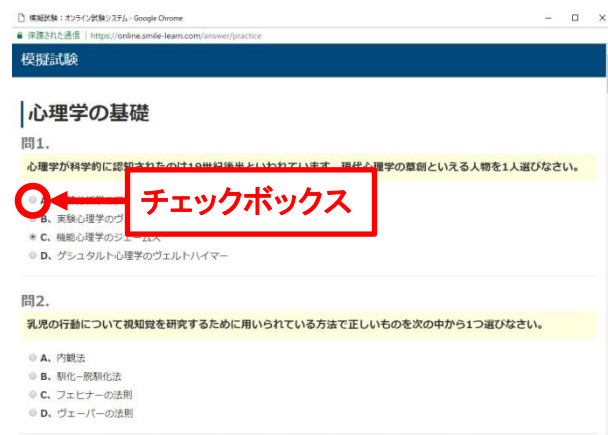 模擬試験:オンライン試験システム - Google Chrome
保護された通信 | https://online.smile-learn.com/answer/practice
模擬試験
心理学の基礎
問1.
心理学が科学的に認知されたのは19世紀後半といわれています。現代心理学の草創といえる人物を1人選びなさい。
チェックボックス
B、実験心理学のヴ
C、機能心理学のジェームズ
D、ゲシュタルト心理学のヴェルトハイマー
問2.
乳児の行動について視知覚を研究するために用いられている方法で正しいものを次の中から1つ選びなさい。
A、内観法
B、馴化−脱馴化法
C、フェヒナーの法則
D、ヴェーバーの法則